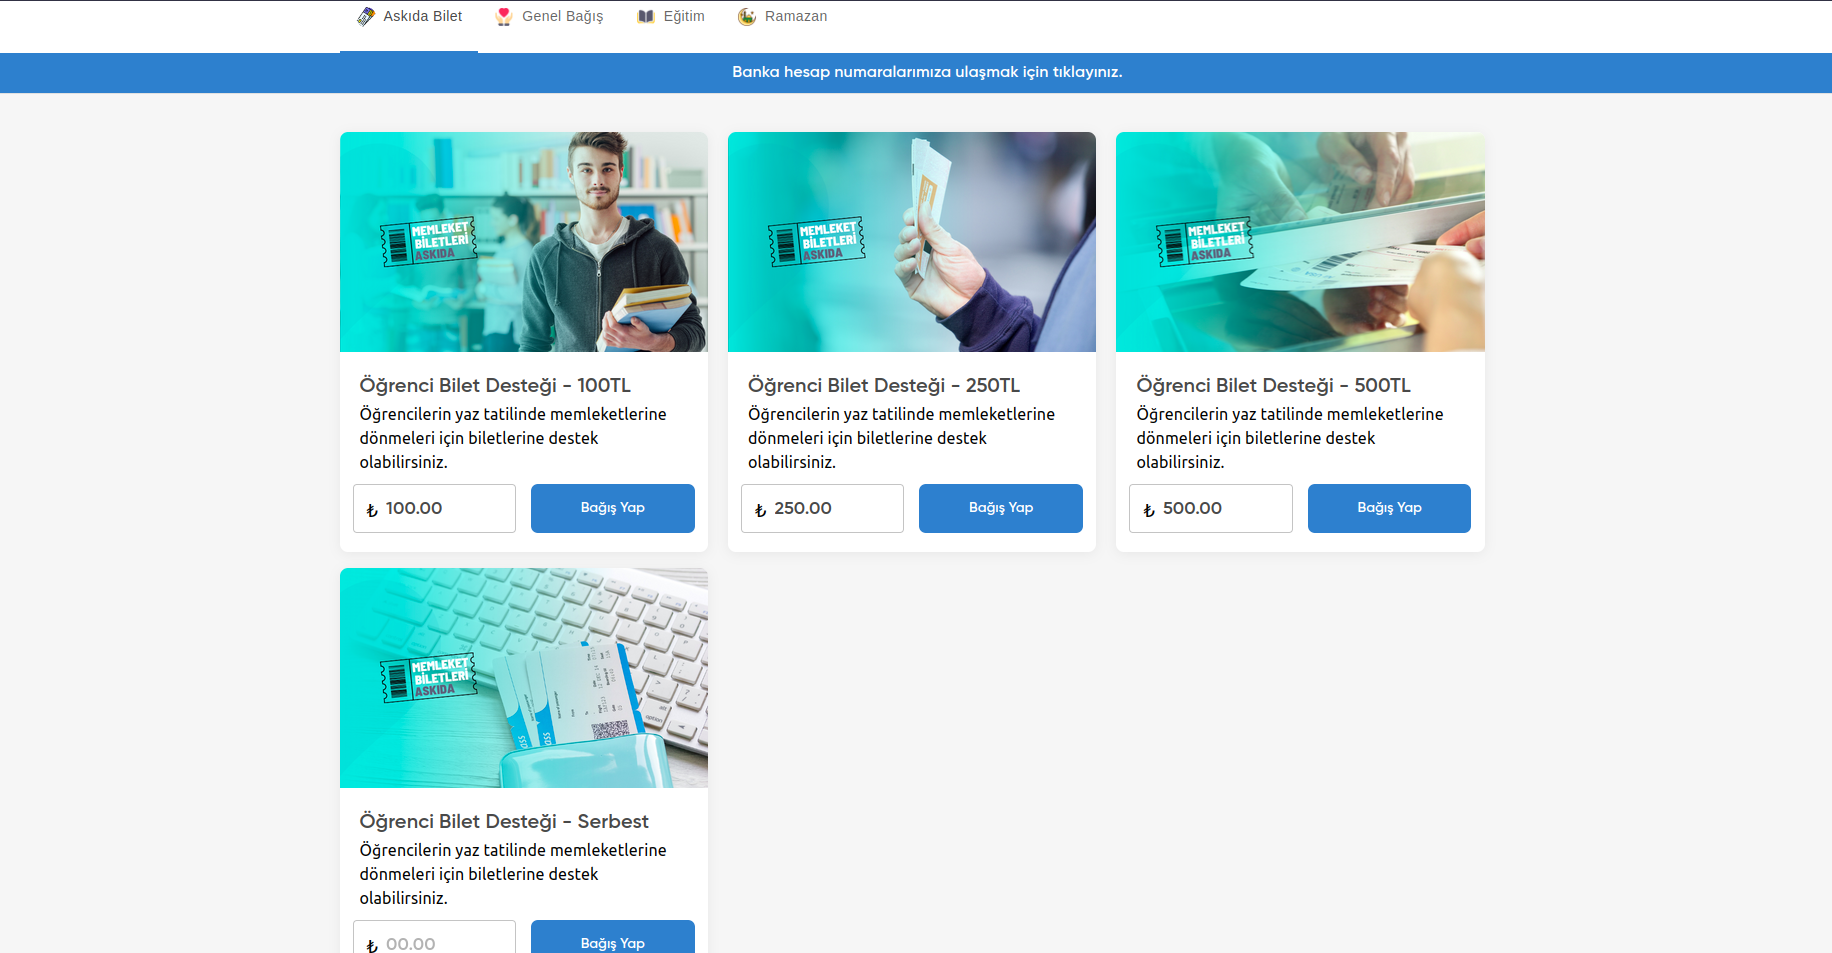 Askıda Bilet
Genel Bağış
Eğitim
Ramazan
Banka hesap numaralarımıza ulaşmak için tıklayınız.
MEMLEKET
BİLETLERİ
ASKIDA
Öğrenci Bilet Desteği - 100TL
Öğrencilerin yaz tatilinde memleketlerine
dönmeleri için biletlerine destek
olabilirsiniz.
₺ 100.00
Bağış Yap
MEMLEKET
BİLETLERİ
ASKIDA
Öğrenci Bilet Desteği - 250TL
Öğrencilerin yaz tatilinde memleketlerine
dönmeleri için biletlerine destek
olabilirsiniz.
₺ 250.00
Bağış Yap
MEMLEKET
BİLETLERİ
ASKIDA
Öğrenci Bilet Desteği - 500TL
Öğrencilerin yaz tatilinde memleketlerine
dönmeleri için biletlerine destek
olabilirsiniz.
₺ 500.00
Bağış Yap
MEMLEKET
BİLETLERİ
ASKIDA
option
alt
Öğrenci Bilet Desteği - Serbest
Öğrencilerin yaz tatilinde memleketlerine
dönmeleri için biletlerine destek
olabilirsiniz.
₺ 00.00
Bağış Yap